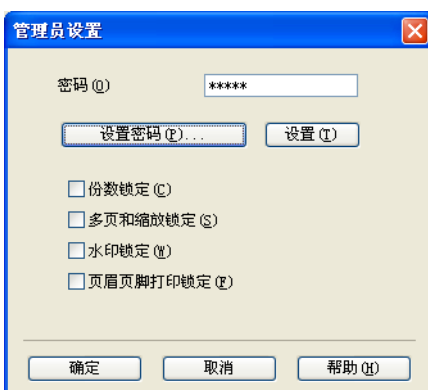 管理员设置
密码(O) *****
设置密码(P)... 设置(T)
份数锁定(C)
多页和缩放锁定(S)
水印锁定(W)
页眉页脚打印锁定(F)
确定 取消 帮助(H)